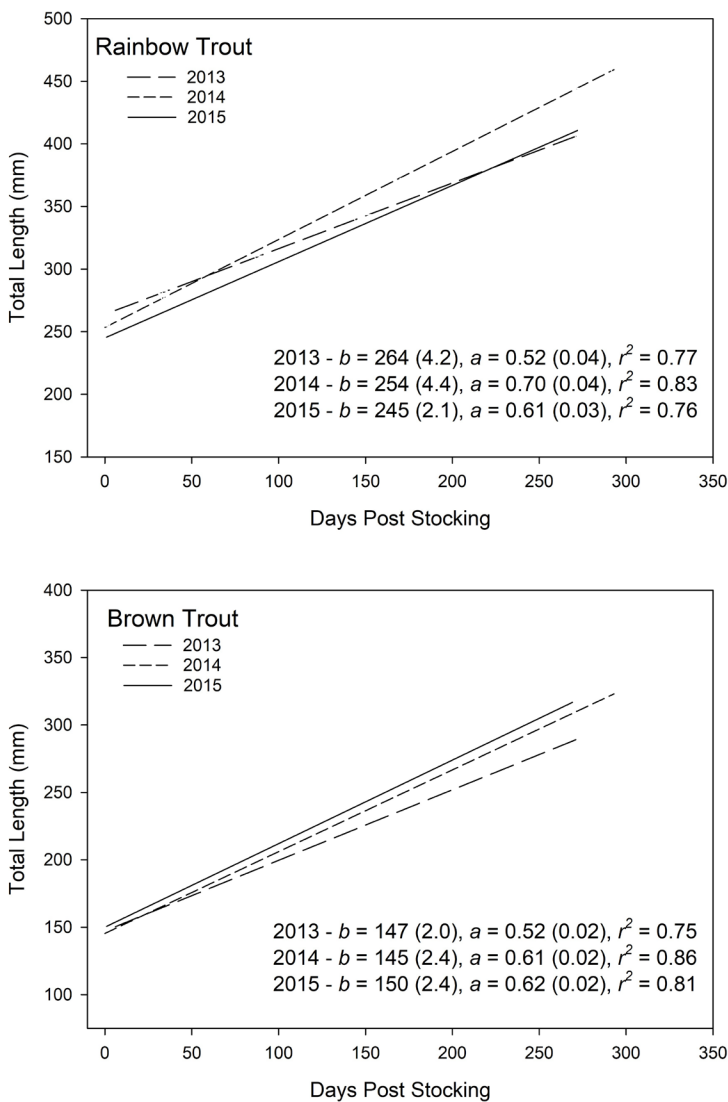 500
450
400
350
300
250
200
150
Total Length (mm)
Rainbow Trout
2013
2014
2015
2013 - b = 264 (4.2), a = 0.52 (0.04), r² = 0.77
2014 - b = 254 (4.4), a = 0.70 (0.04), r² = 0.83
2015 - b = 245 (2.1), a = 0.61 (0.03), r² = 0.76
0 50 100 150 200 250 300 350
Days Post Stocking
400
350
300
250
200
150
100
Total Length (mm)
Brown Trout
2013
2014
2015
2013 - b = 147 (2.0), a = 0.52 (0.02), r² = 0.75
2014 - b = 145 (2.4), a = 0.61 (0.02), r² = 0.86
2015 - b = 150 (2.4), a = 0.62 (0.02), r² = 0.81
0 50 100 150 200 250 300 350
Days Post Stocking